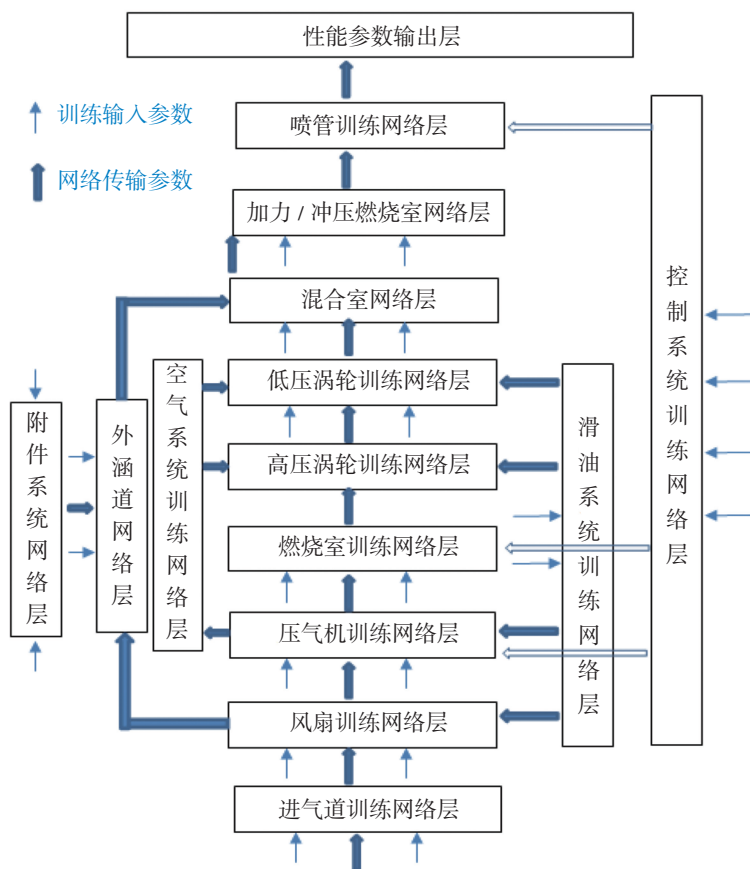 性能参数输出层
训练输入参数
网络传输参数
喷管训练网络层
加力 / 冲压燃烧室网络层
混合室网络层
低压涡轮训练网络层
高压涡轮训练网络层
燃烧室训练网络层
压气机训练网络层
风扇训练网络层
进气道训练网络层
附件系统网络层
外涵道网络层
空气系统训练网络层
滑油系统训练网络层
控制系统训练网络层